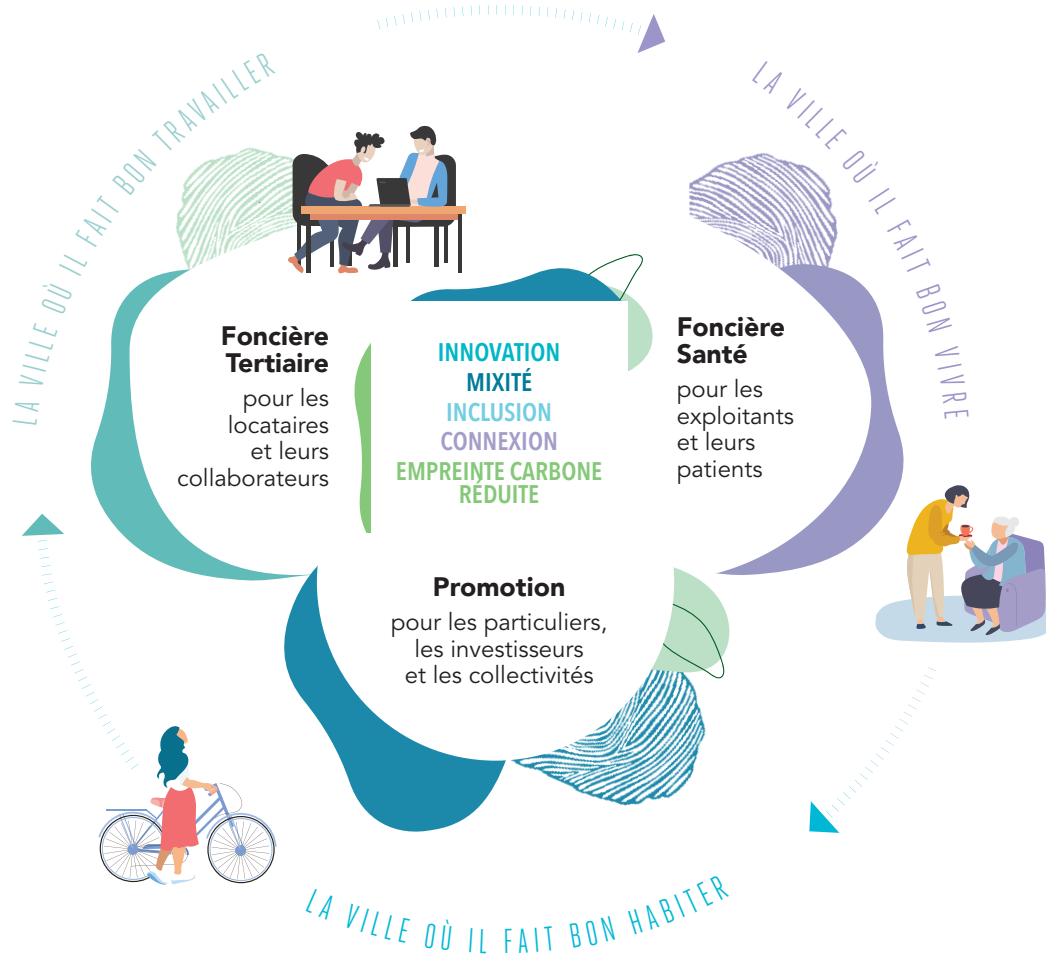 LA VILLE OÙ IL FAIT BON TRAVAILLER
LA VILLE OÙ IL FAIT BON VIVRE
Foncière
Tertiaire
pour les
locataires
et leurs
collaborateurs
INNOVATION
MIXITÉ
INCLUSION
CONNEXION
EMPREINTE CARBONE
RÉDUITE
Foncière
Santé
pour les
exploitants
et leurs
patients
Promotion
pour les particuliers,
les investisseurs
et les collectivités
LA VILLE OÙ IL FAIT BON HABITER